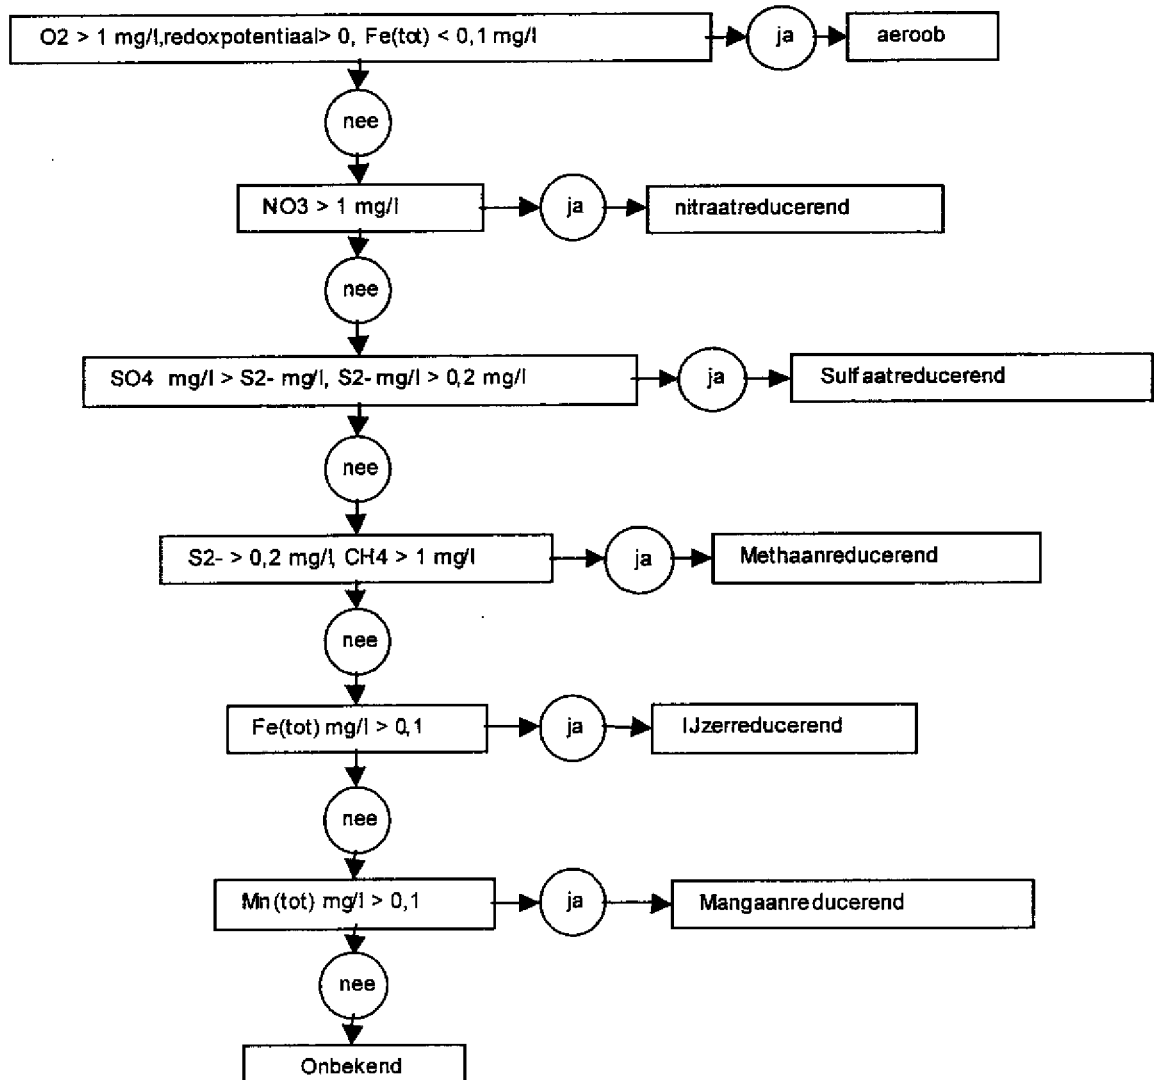 O2 > 1 mg/l,redoxpotentiaal> 0, Fe(tot) < 0,1 mg/l
ja
aeroob
nee
NO3 > 1 mg/l
ja
nitraatreducerend
nee
SO4 mg/l > S2- mg/l, S2- mg/l > 0,2 mg/l
ja
Sulfaatreducerend
nee
S2- > 0,2 mg/l, CH4 > 1 mg/l
ja
Methaanreducerend
nee
Fe(tot) mg/l > 0,1
ja
IJzerreducerend
nee
Mn(tot) mg/l > 0,1
ja
Mangaanreducerend
nee
Onbekend